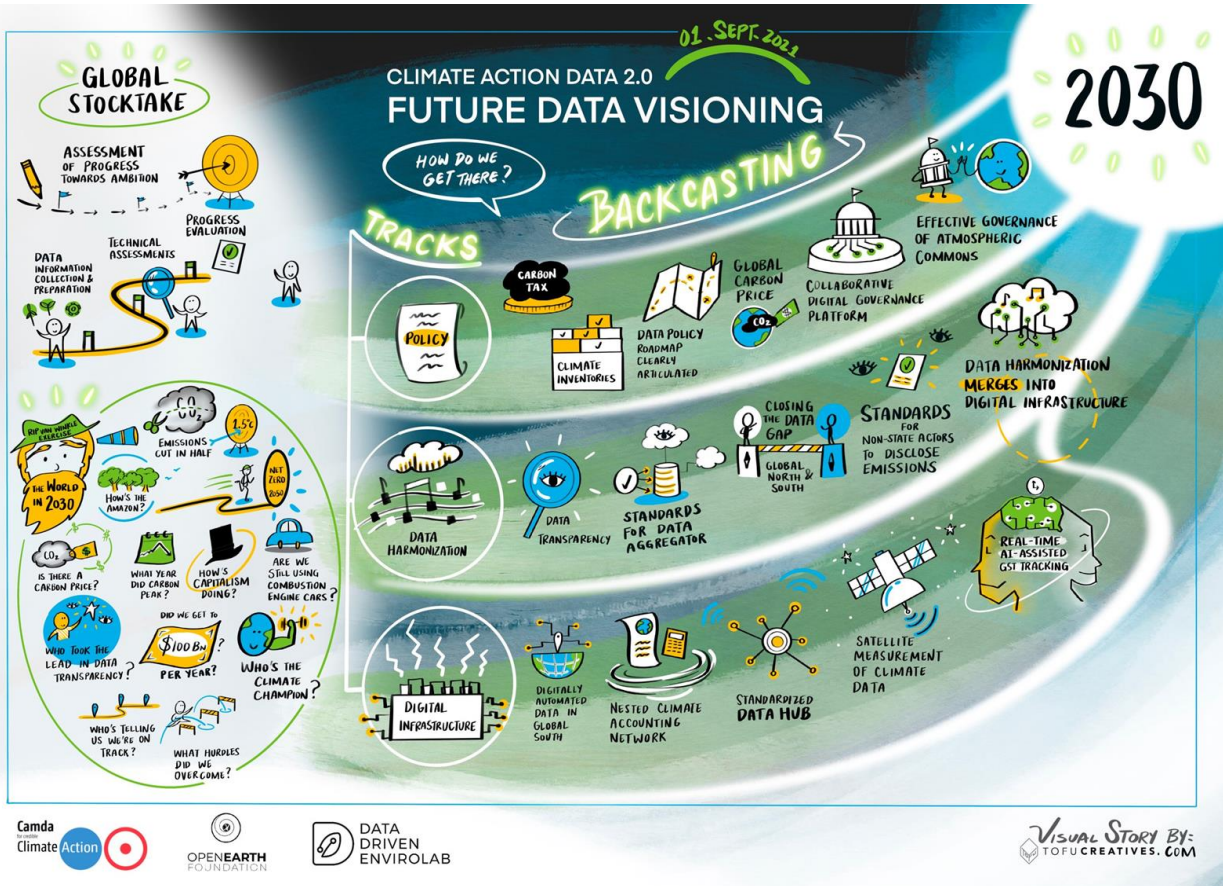 GLOBAL
STOCKTAKE
ASSESSMENT
OF PROGRESS
TOWARDS AMBITION
PROGRESS
EVALUATION
TECHNICAL
ASSESSMENTS
DATA
INFORMATION
COLLECTION &
PREPARATION
RIP VAN WINKLE
EXERCISE
THE WORLD
IN 2030
CO2
EMISSIONS
CUT IN HALF
1.5°C
HOW'S THE
AMAZON?
NET
ZERO
2050
CO2
$
IS THERE A
CARBON PRICE?
WHAT YEAR
DID CARBON
PEAK?
HOW'S
CAPITALISM
DOING?
ARE WE
STILL USING
COMBUSTION
ENGINE CARS?
WHO TOOK THE
LEAD IN DATA
TRANSPARENCY?
DID WE GET TO
$100 BN
?
PER YEAR?
WHO'S THE
CLIMATE
CHAMPION?
WHO'S TELLING
US WE'RE ON
TRACK?
WHAT HURDLES
DID WE
OVERCOME?
01. SEPT. 2021
CLIMATE ACTION DATA 2.0
FUTURE DATA VISIONING
HOW DO WE
GET THERE?
BACKCASTING
2030
TRACKS
POLICY
CARBON
TAX
CLIMATE
INVENTORIES
DATA POLICY
ROADMAP
CLEARLY
ARTICULATED
GLOBAL
CARBON
PRICE
CO2
COLLABORATIVE
DIGITAL GOVERNANCE
PLATFORM
EFFECTIVE GOVERNANCE
OF ATMOSPHERIC
COMMONS
DATA
HARMONIZATION
DATA
TRANSPARENCY
STANDARDS
FOR DATA
AGGREGATOR
CLOSING
THE DATA
GAP
GLOBAL
NORTH &
SOUTH
STANDARDS
FOR
NON-STATE ACTORS
TO DISCLOSE
EMISSIONS
DATA HARMONIZATION
MERGES INTO
DIGITAL INFRASTRUCTURE
DIGITAL
INFRASTRUCTURE
DIGITALLY
AUTOMATED
DATA IN
GLOBAL
SOUTH
NESTED CLIMATE
ACCOUNTING
NETWORK
STANDARDIZED
DATA HUB
SATELLITE
MEASUREMENT
OF CLIMATE
DATA
REAL-TIME
AI-ASSISTED
GST TRACKING
Camda
for credible
Climate Action
OPENEARTH
FOUNDATION
DATA
DRIVEN
ENVIROLAB
VISUAL STORY BY:
TOFUCREATIVES.COM